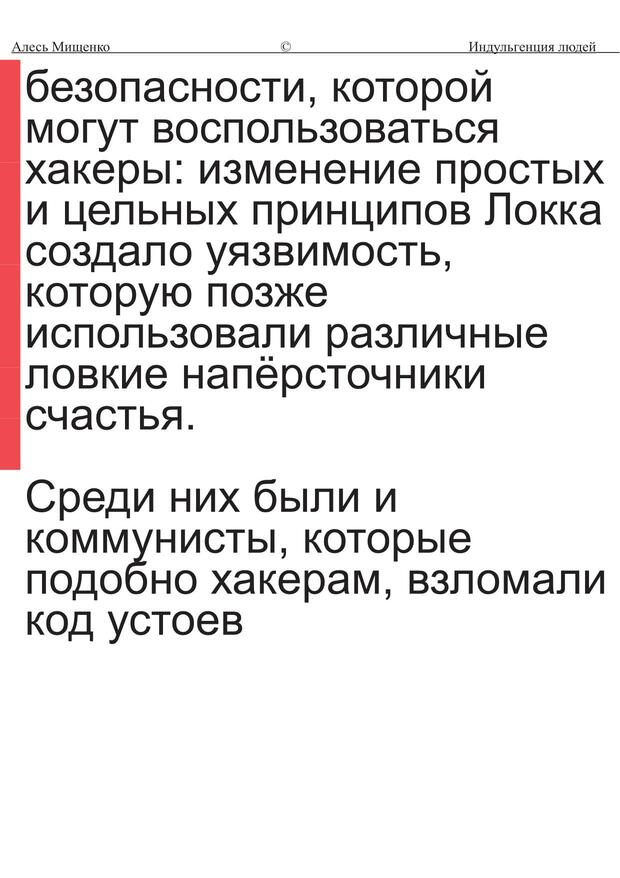 Алесь Мищенко © Индульгенция людей
безопасности, которой
могут воспользоваться
хакеры: изменение простых
и цельных принципов Локка
создало уязвимость,
которую позже
использовали различные
ловкие напёрсточники
счастья.
Среди них были и
коммунисты, которые
подобно хакерам, взломали
код устоев